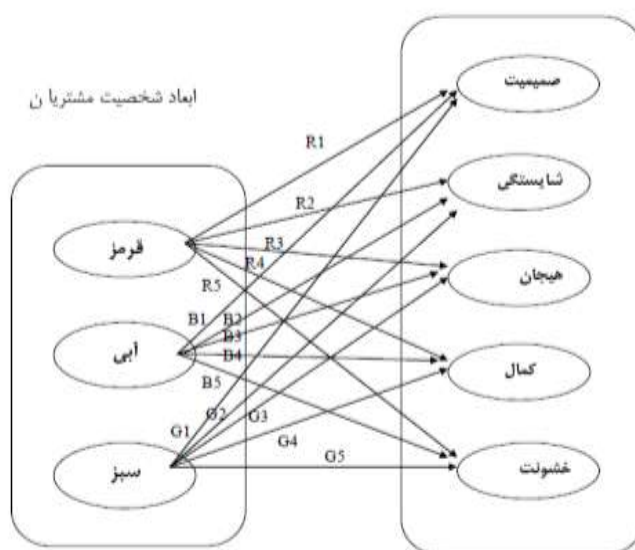 ابعاد شخصیت مشتریا ن
صمیمیت
شایستگی
هیجان
کمال
خشونت
قرمز
آبی
سبز
R1
R2
R3
R4
R5
B1
B2
B3
B4
B5
G1
G2
G3
G4
G5